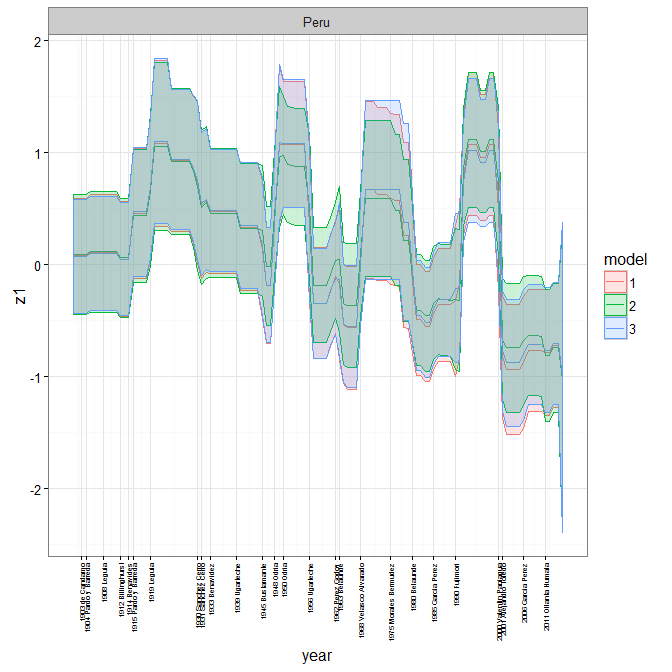 Peru
2
1
0
-1
-2
z1
model
1
2
3
1904 Pardo y Barreda
1908 Leguia
1912 Billinghurst
1914 Benavides
1915 Pardo y Barreda
1919 Leguia
1933 Benavidez
1939 Ugarteche
1945 Bustamante
1948 Odria
1950 Odria
1956 Ugarteche
1968 Velasco Alvarado
1975 Morales Bermudez
1980 Belaunde
1985 Garcia Perez
1990 Fujimori
2006 Garcia Perez
2011 Ollanta Humala
year